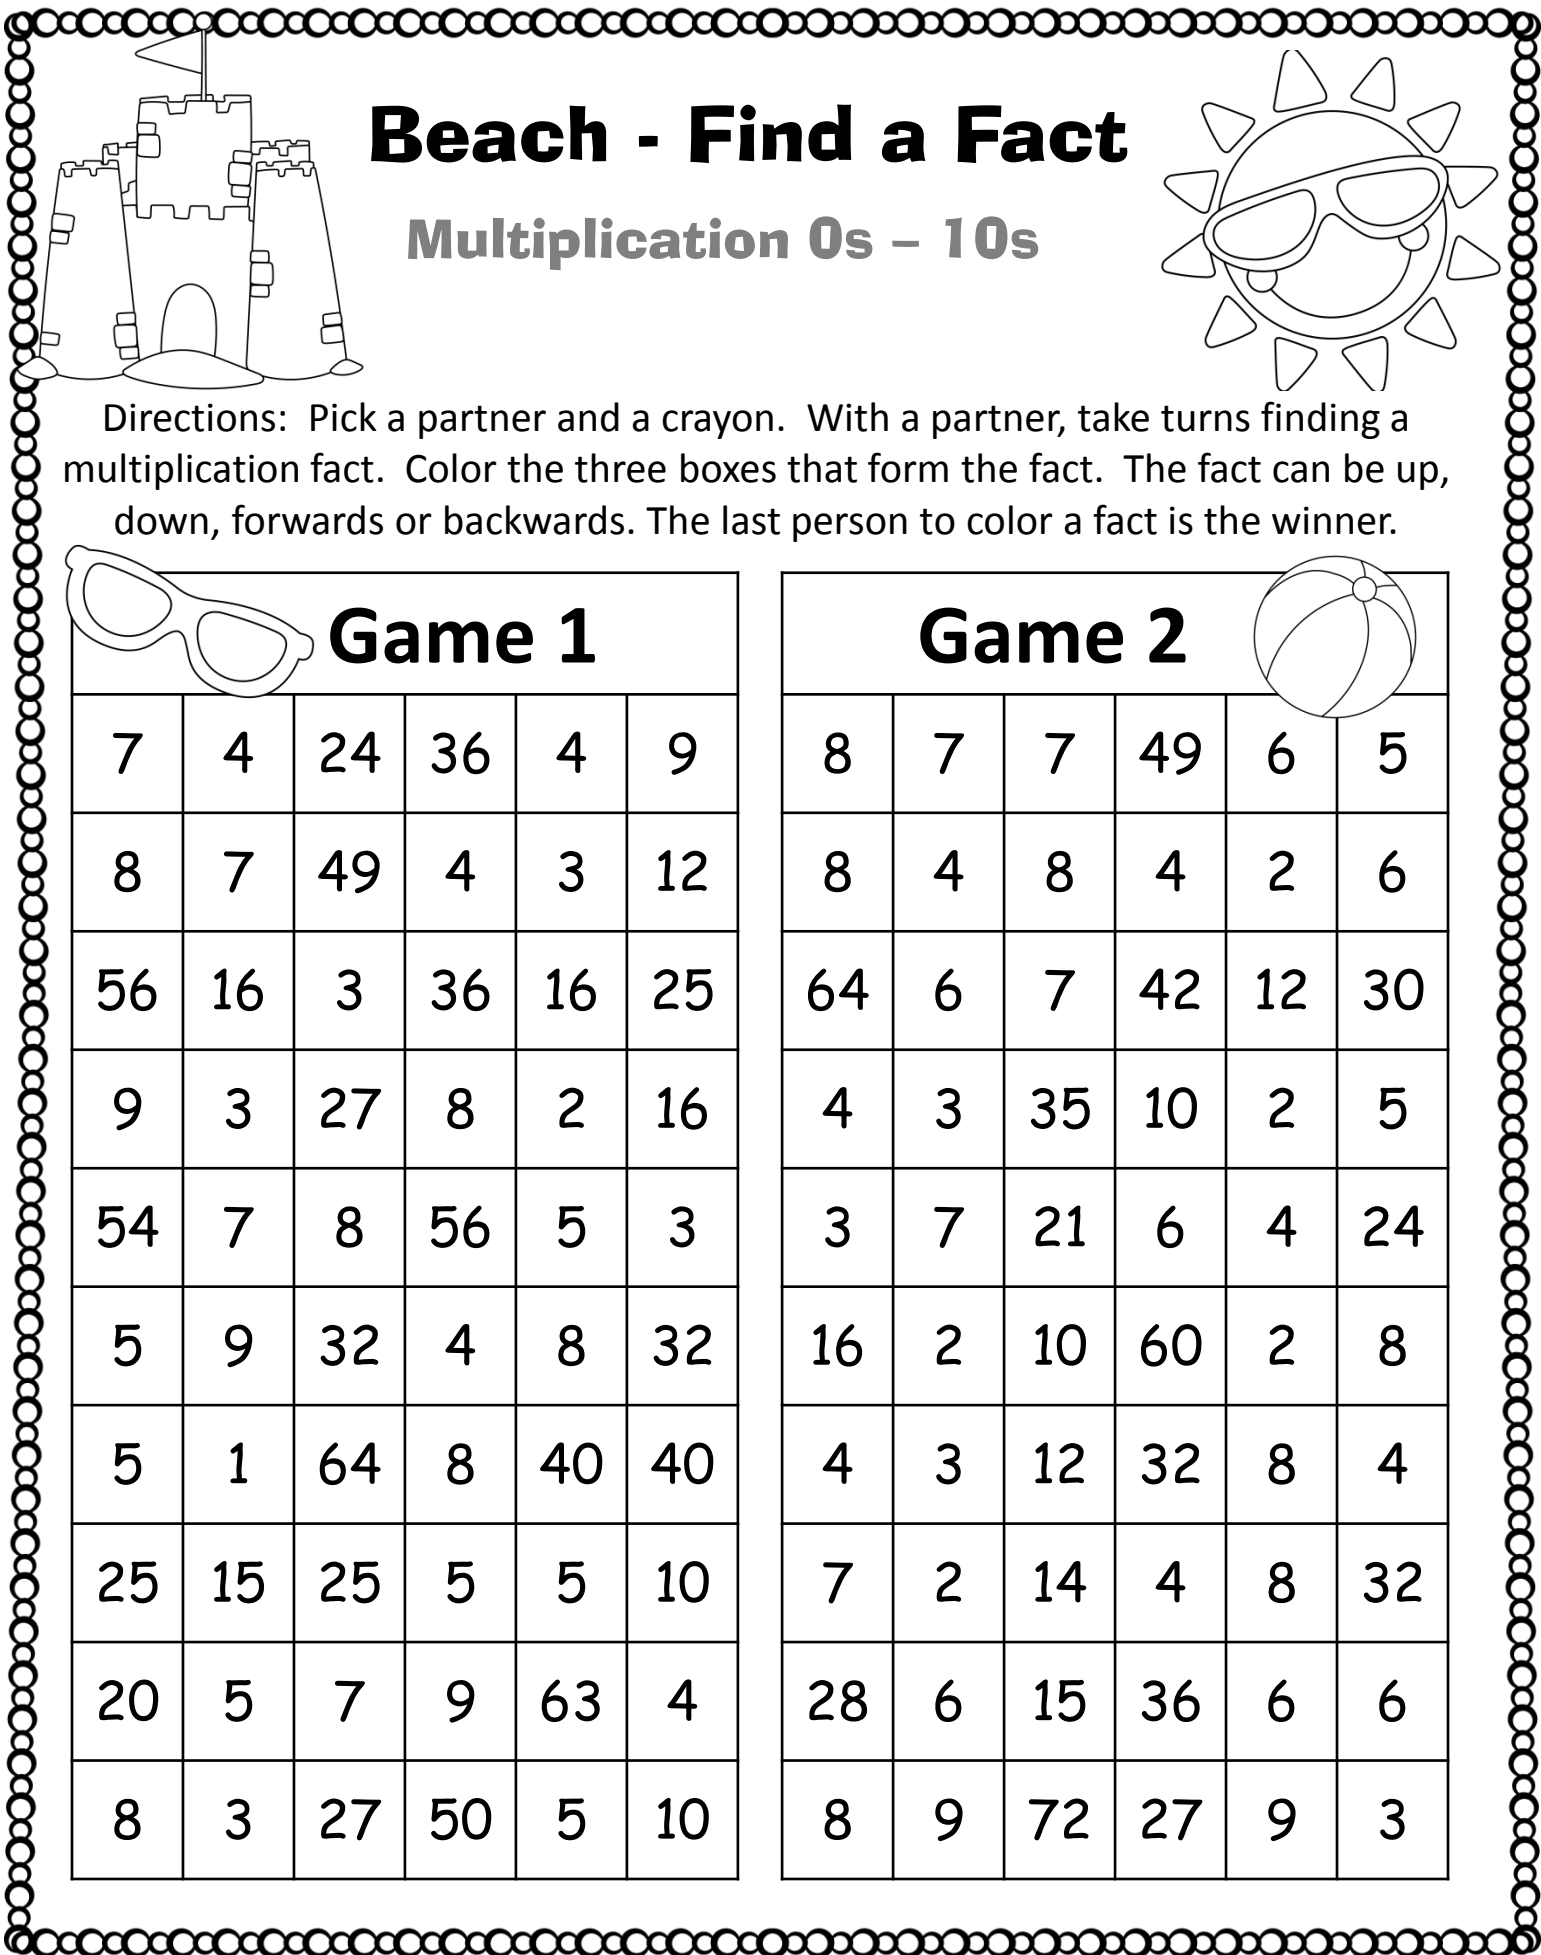 Beach - Find a Fact
Multiplication 0s – 10s
Directions:  Pick a partner and a crayon.  With a partner, take turns finding a
multiplication fact.  Color the three boxes that form the fact.  The fact can be up,
down, forwards or backwards. The last person to color a fact is the winner.
Game 1
7 4 24 36 4 9
8 7 49 4 3 12
56 16 3 36 16 25
9 3 27 8 2 16
54 7 8 56 5 3
5 9 32 4 8 32
5 1 64 8 40 40
25 15 25 5 5 10
20 5 7 9 63 4
8 3 27 50 5 10
Game 2
8 7 7 49 6 5
8 4 8 4 2 6
64 6 7 42 12 30
4 3 35 10 2 5
3 7 21 6 4 24
16 2 10 60 2 8
4 3 12 32 8 4
7 2 14 4 8 32
28 6 15 36 6 6
8 9 72 27 9 3